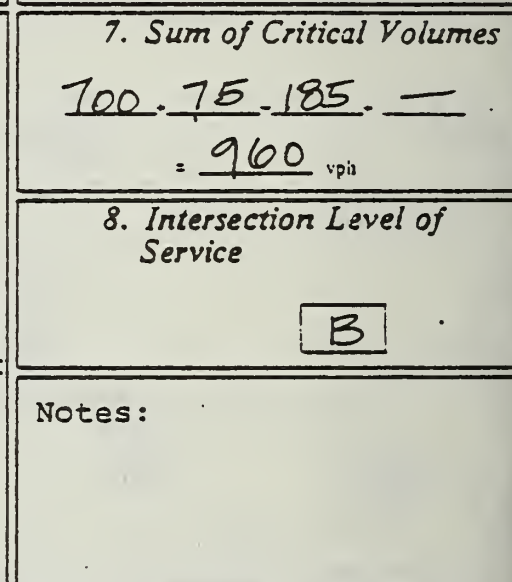 7. Sum of Critical Volumes
700 . 75 - 185 . —
= 960 vph
8. Intersection Level of
Service
B
Notes: